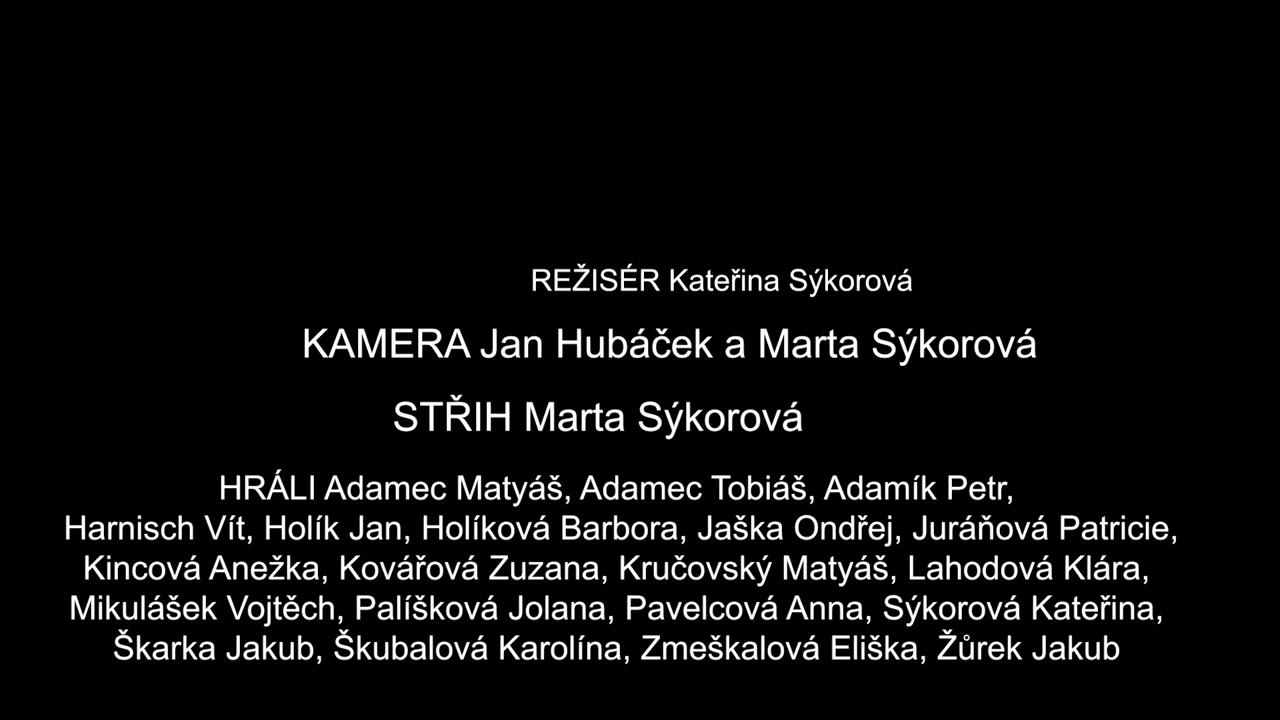 REŽISÉR Kateřina Sýkorová
KAMERA Jan Hubáček a Marta Sýkorová
STŘIH Marta Sýkorová
HRÁLI Adamec Matyáš, Adamec Tobiáš, Adamík Petr,
Harnisch Vít, Holík Jan, Holíková Barbora, Jaška Ondřej, Juráňová Patricie,
Kincová Anežka, Kovářová Zuzana, Kručovský Matyáš, Lahodová Klára,
Mikulášek Vojtěch, Palíšková Jolana, Pavelcová Anna, Sýkorová Kateřina,
Škarka Jakub, Škubalová Karolína, Zmeškalová Eliška, Žůrek Jakub